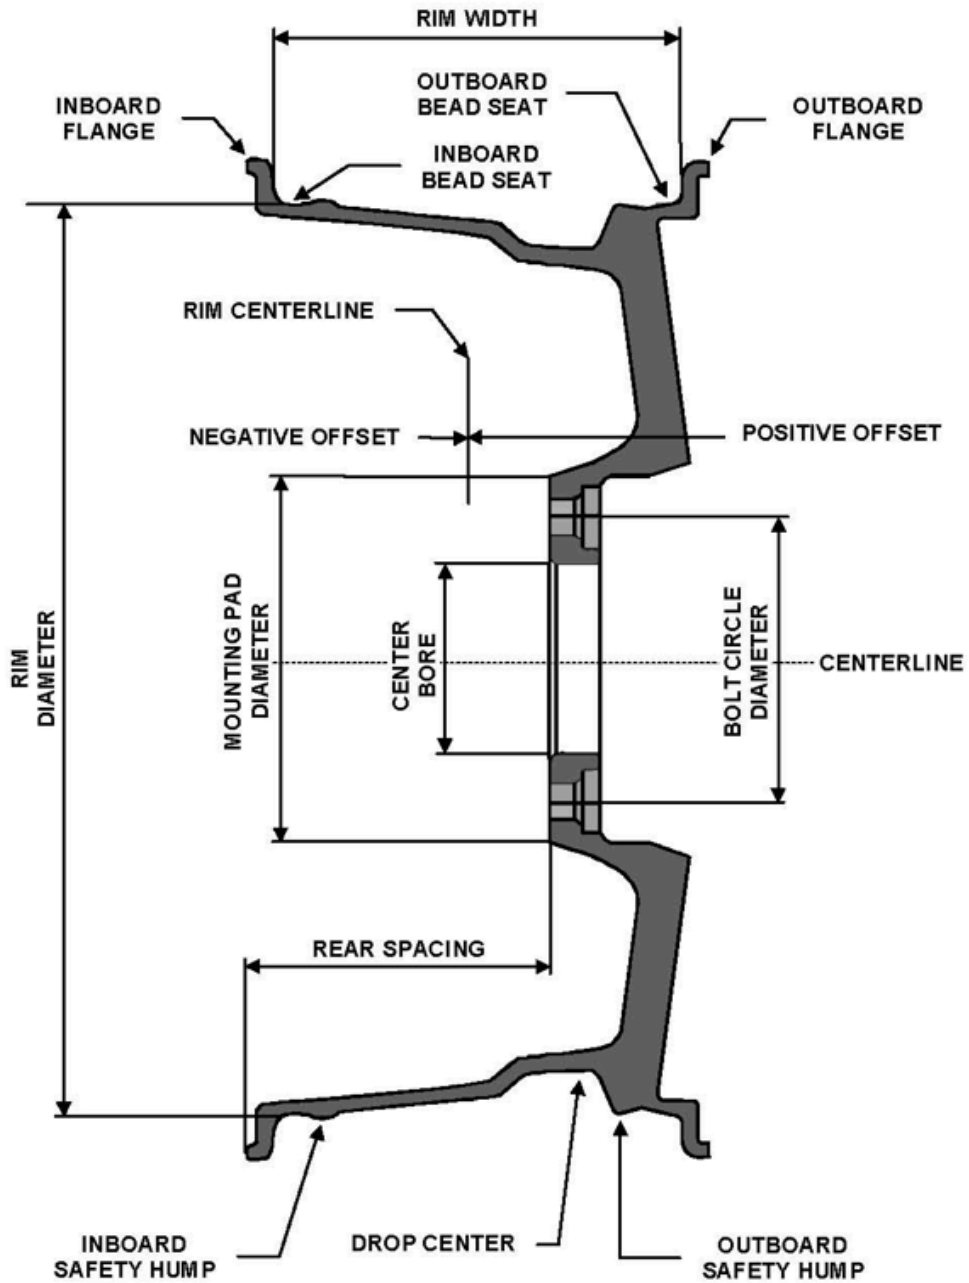 RIM WIDTH
OUTBOARD
BEAD SEAT
INBOARD
FLANGE
OUTBOARD
FLANGE
INBOARD
BEAD SEAT
RIM CENTERLINE
NEGATIVE OFFSET
POSITIVE OFFSET
RIM
DIAMETER
MOUNTING PAD
DIAMETER
CENTER
BORE
BOLT CIRCLE
DIAMETER
CENTERLINE
REAR SPACING
INBOARD
SAFETY HUMP
DROP CENTER
OUTBOARD
SAFETY HUMP